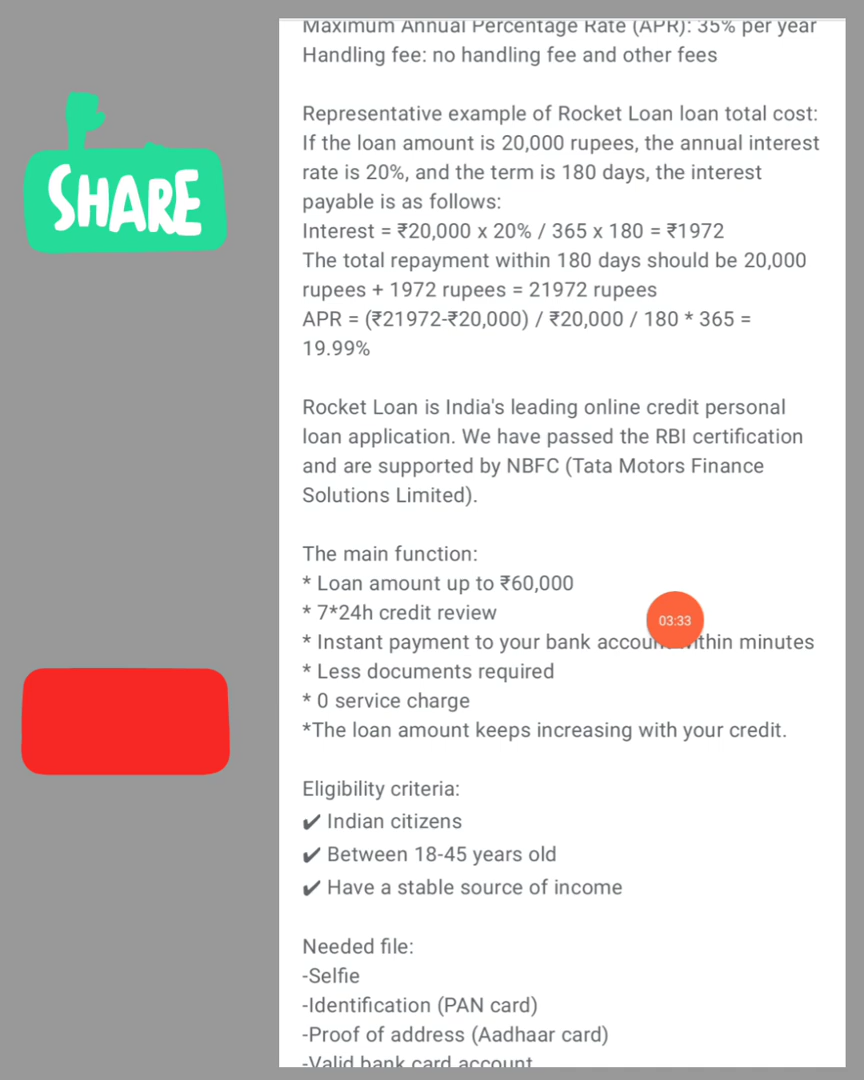 Maximum Annual Percentage Rate (APR): 35% per year
Handling fee: no handling fee and other fees
Representative example of Rocket Loan loan total cost:
If the loan amount is 20,000 rupees, the annual interest
rate is 20%, and the term is 180 days, the interest
payable is as follows:
Interest = ₹20,000 x 20% / 365 x 180 = ₹1972
The total repayment within 180 days should be 20,000
rupees + 1972 rupees = 21972 rupees
APR = (₹21972-₹20,000) / ₹20,000 / 180 * 365 =
19.99%
Rocket Loan is India's leading online credit personal
loan application. We have passed the RBI certification
and are supported by NBFC (Tata Motors Finance
Solutions Limited).
The main function:
* Loan amount up to ₹60,000
* 7*24h credit review
* Instant payment to your bank account within minutes
* Less documents required
* 0 service charge
*The loan amount keeps increasing with your credit.
Eligibility criteria:
✔ Indian citizens
✔ Between 18-45 years old
✔ Have a stable source of income
Needed file:
-Selfie
-Identification (PAN card)
-Proof of address (Aadhaar card)
-Valid bank card account
SHARE
03:33